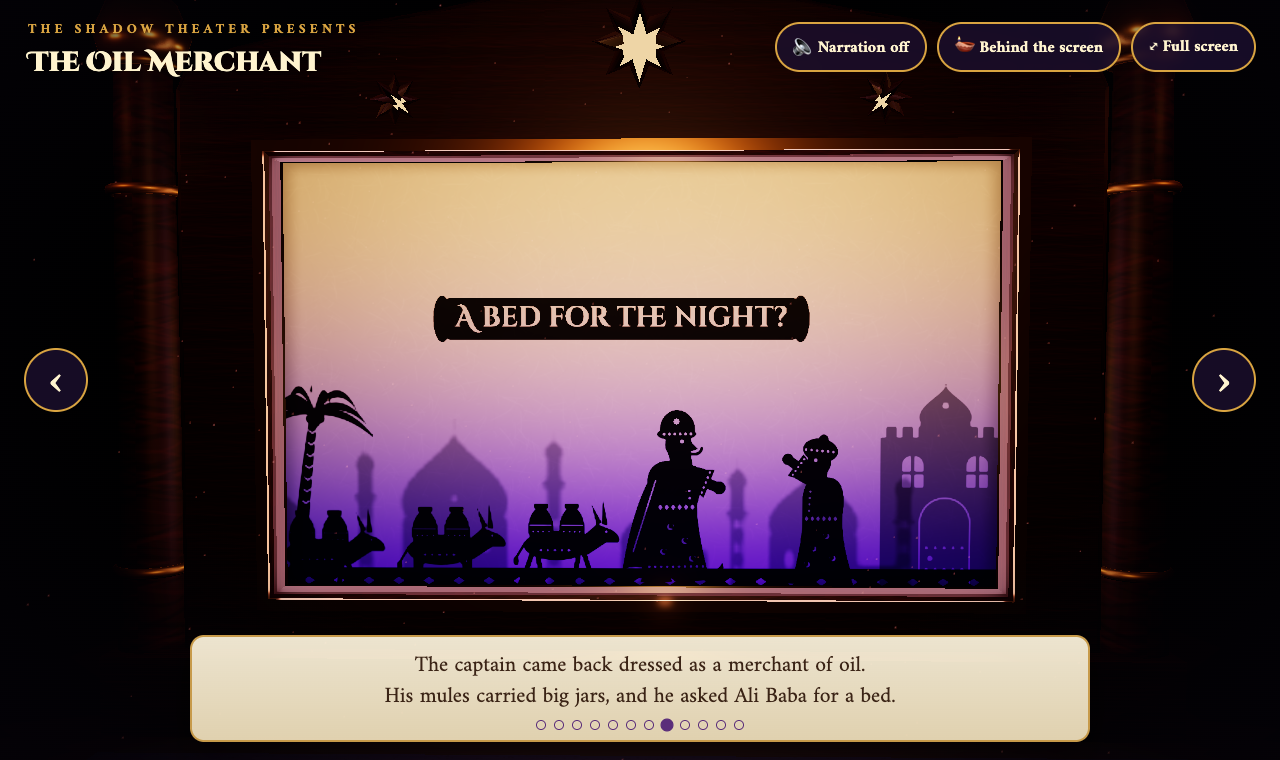 THE SHADOW THEATER PRESENTS
THE OIL MERCHANT
Narration off
Behind the screen
Full screen
A BED FOR THE NIGHT?
The captain came back dressed as a merchant of oil.
His mules carried big jars, and he asked Ali Baba for a bed.